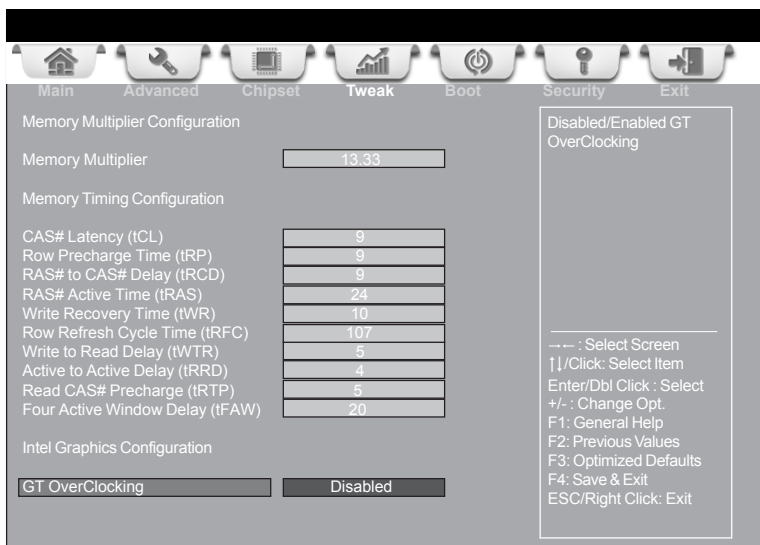 Main Advanced Chipset Tweak Boot Security Exit
Memory Multiplier Configuration
Memory Multiplier 13.33
Memory Timing Configuration
CAS# Latency (tCL) 9
Row Precharge Time (tRP) 9
RAS# to CAS# Delay (tRCD) 9
RAS# Active Time (tRAS) 24
Write Recovery Time (tWR) 10
Row Refresh Cycle Time (tRFC) 107
Write to Read Delay (tWTR) 5
Active to Active Delay (tRRD) 4
Read CAS# Precharge (tRTP) 5
Four Active Window Delay (tFAW) 20
Intel Graphics Configuration
GT OverClocking Disabled
Disabled/Enabled GT
OverClocking
→← : Select Screen
↑↓/Click: Select Item
Enter/Dbl Click : Select
+/- : Change Opt.
F1: General Help
F2: Previous Values
F3: Optimized Defaults
F4: Save & Exit
ESC/Right Click: Exit